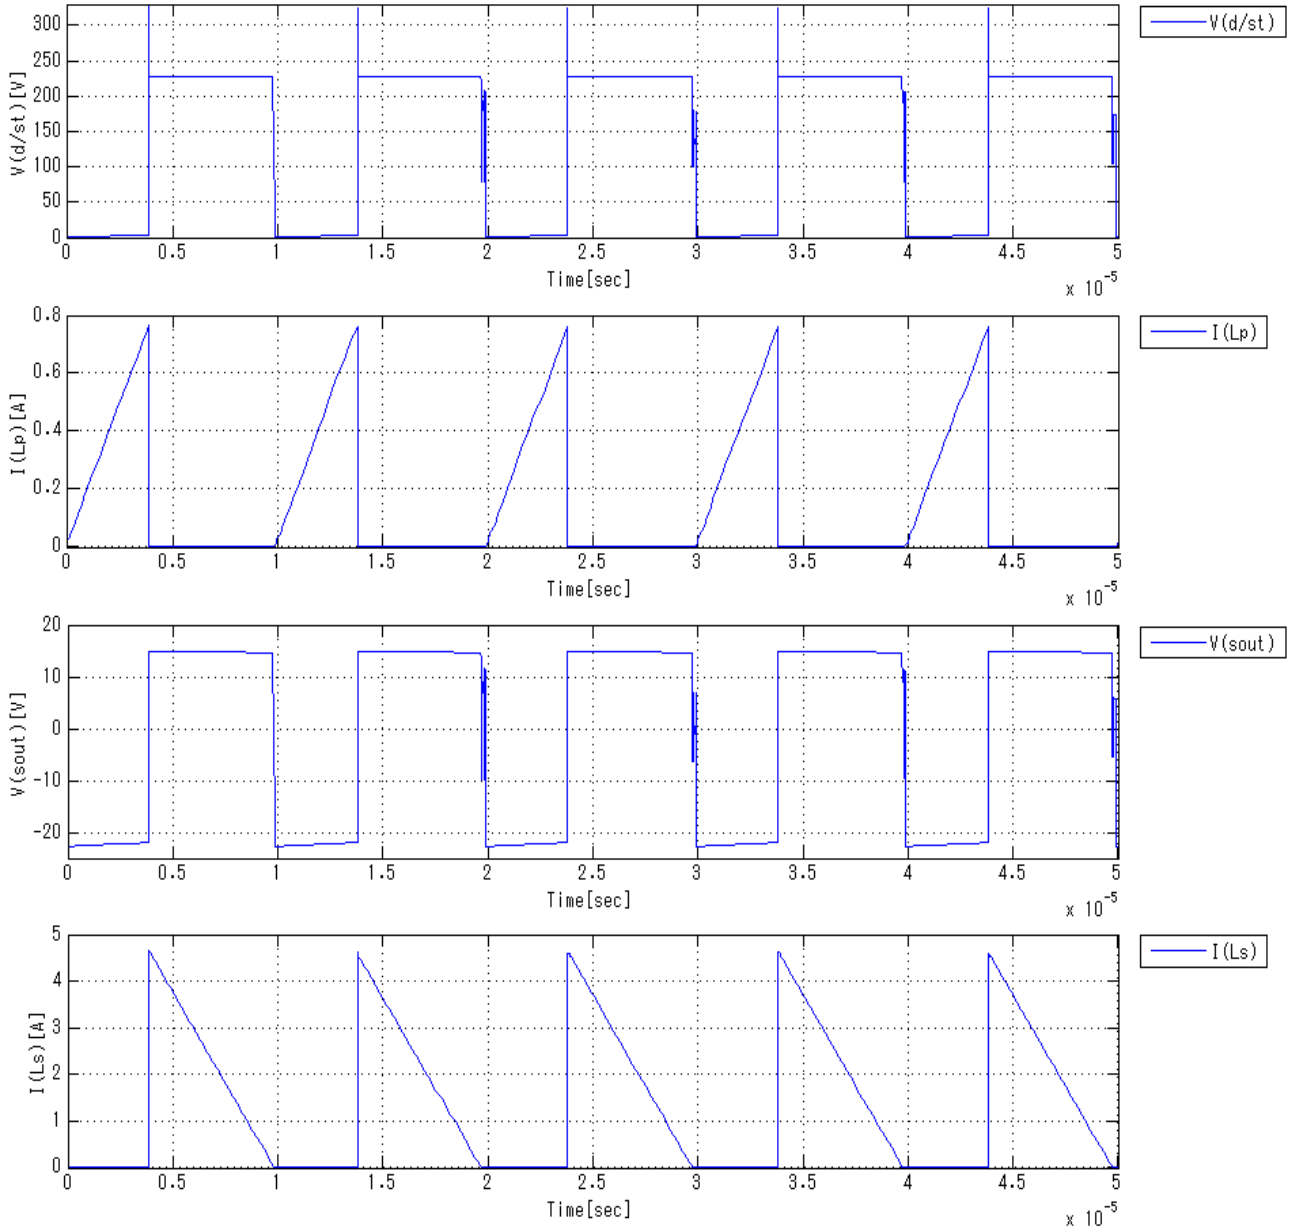 V(d/st)
V(d/st)[V]
300
250
200
150
100
50
0
0 0.5 1 1.5 2 2.5 3 3.5 4 4.5 5
Time[sec]
x 10-5
I(Lp)
I(Lp)[A]
0.8
0.6
0.4
0.2
0
0 0.5 1 1.5 2 2.5 3 3.5 4 4.5 5
Time[sec]
x 10-5
V(sout)
V(sout)[V]
20
10
0
-10
-20
0 0.5 1 1.5 2 2.5 3 3.5 4 4.5 5
Time[sec]
x 10-5
I(Ls)
I(Ls)[A]
5
4
3
2
1
0
0 0.5 1 1.5 2 2.5 3 3.5 4 4.5 5
Time[sec]
x 10-5